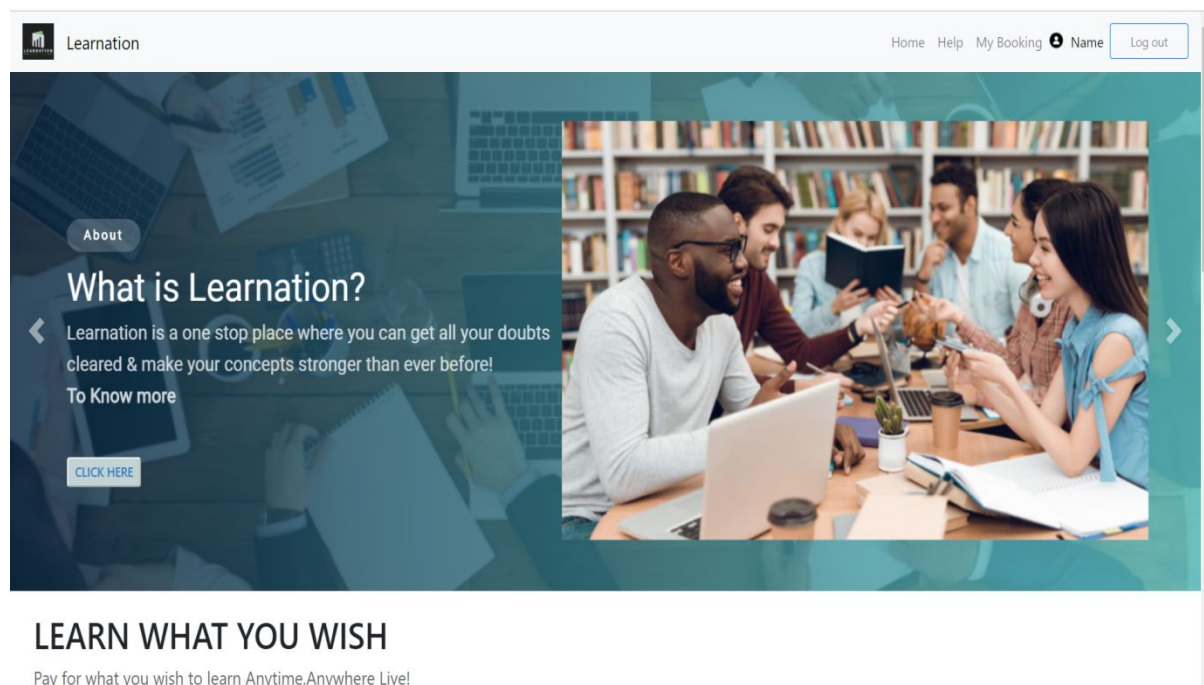 LEARNATION
Learnation
Home Help My Booking Name Log out
About
What is Learnation?
Learnation is a one stop place where you can get all your doubts
cleared & make your concepts stronger than ever before!
To Know more
CLICK HERE
LEARN WHAT YOU WISH
Pay for what you wish to learn Anytime,Anywhere Live!